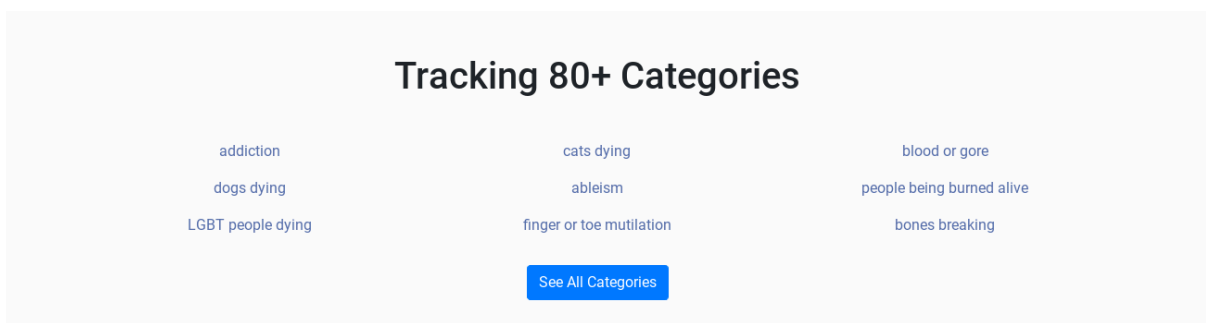 Tracking 80+ Categories
addiction
cats dying
blood or gore
dogs dying
ableism
people being burned alive
LGBT people dying
finger or toe mutilation
bones breaking
See All Categories